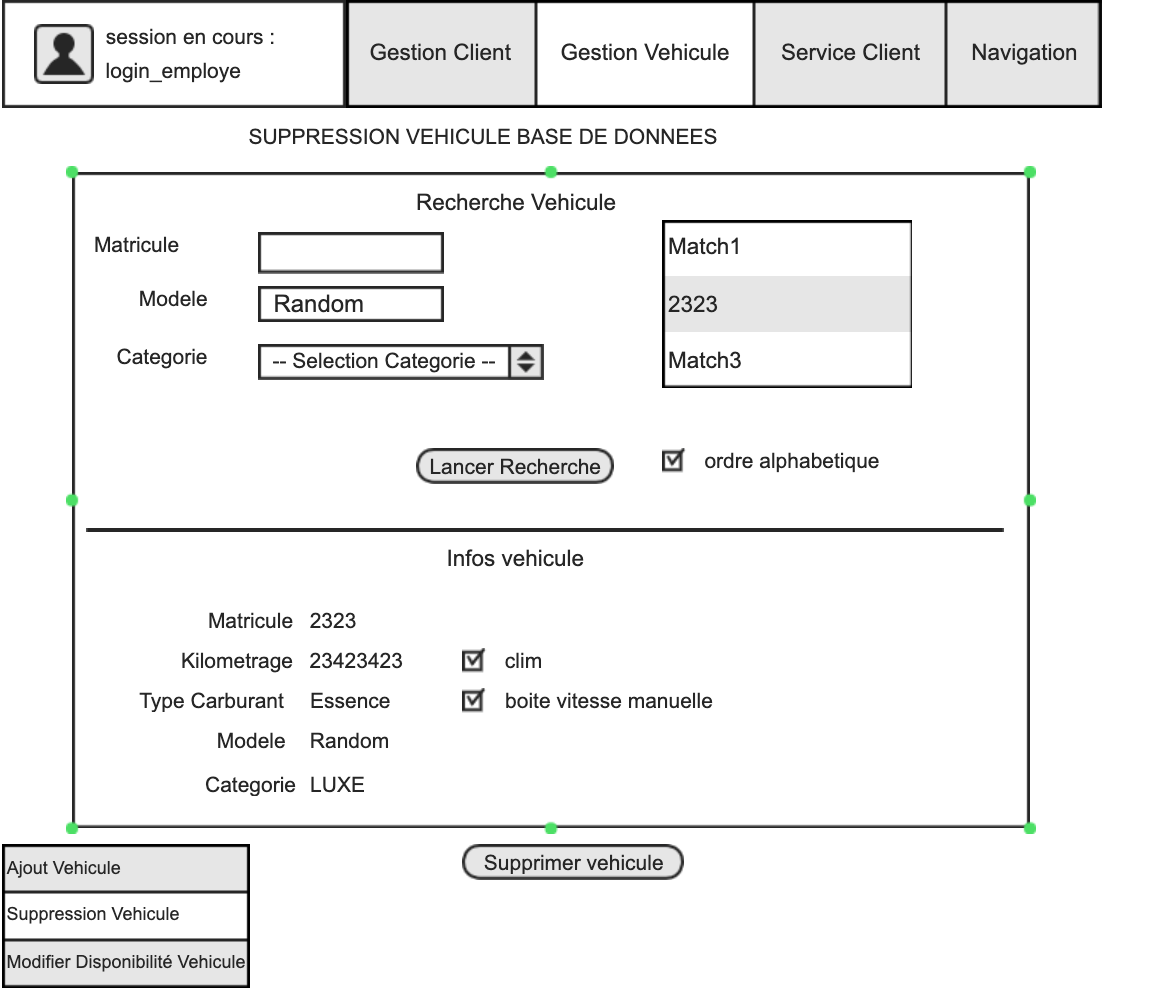 session en cours :
login_employe
Gestion Client
Gestion Vehicule
Service Client
Navigation
SUPPRESSION VEHICULE BASE DE DONNEES
Recherche Vehicule
Matricule
Modele
Random
Categorie
-- Selection Categorie --
Match1
2323
Match3
Lancer Recherche
ordre alphabetique
Infos vehicule
Matricule 2323
Kilometrage 23423423
clim
Type Carburant Essence
boite vitesse manuelle
Modele Random
Categorie LUXE
Supprimer vehicule
Ajout Vehicule
Suppression Vehicule
Modifier Disponibilité Vehicule